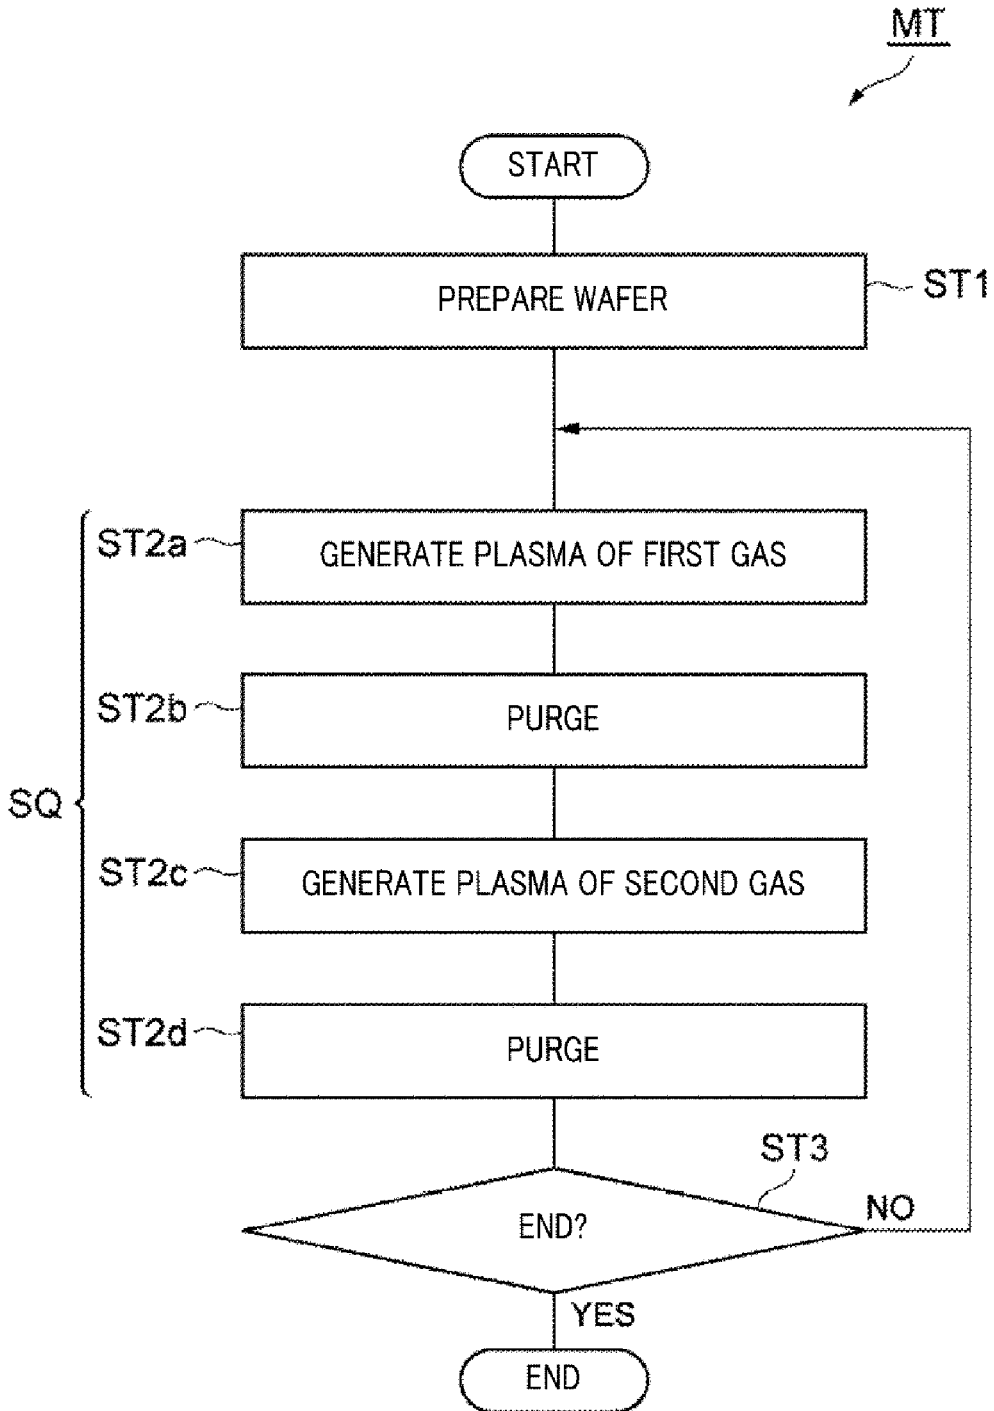 MT
START
PREPARE WAFER
ST1
ST2a
GENERATE PLASMA OF FIRST GAS
ST2b
PURGE
SQ
ST2c
GENERATE PLASMA OF SECOND GAS
ST2d
PURGE
ST3
END?
NO
YES
END